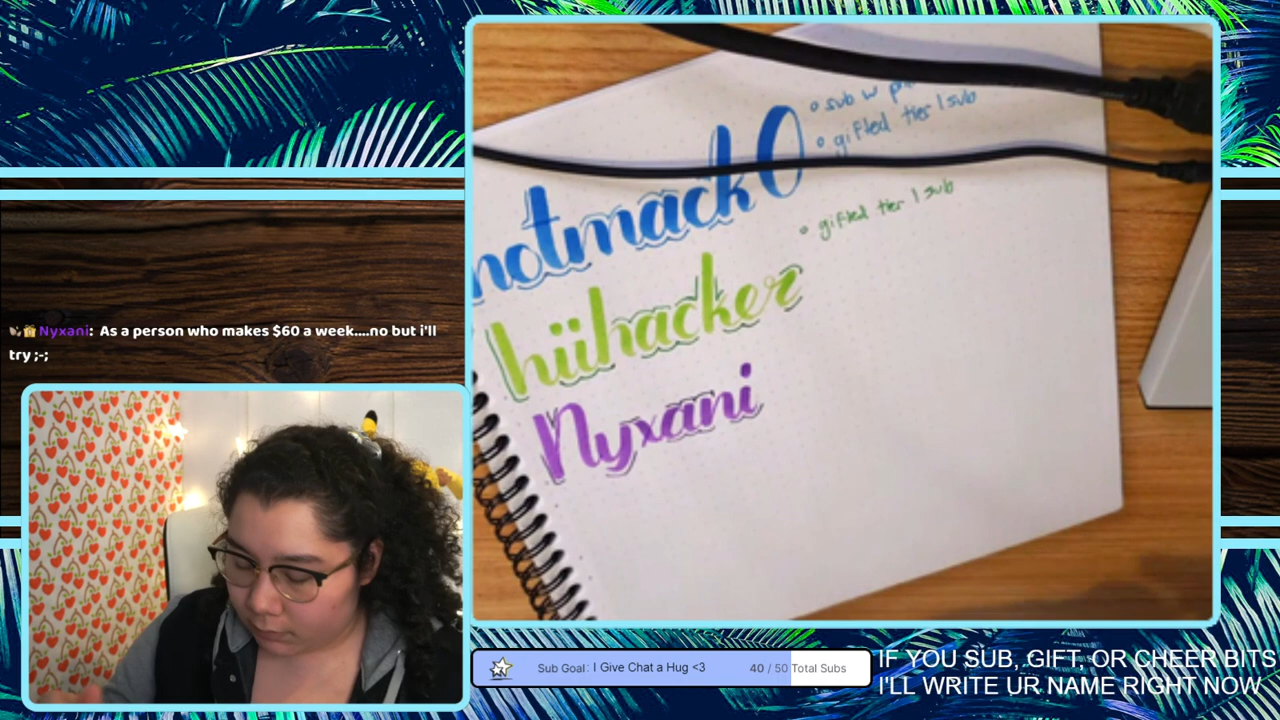 sub w
gifted tier 1 sub
notmack0
gifted tier 1 sub
hiihacker
Nyxani
Nyxani: As a person who makes $60 a week....no but i'll
try ;-;
Sub Goal: I Give Chat a Hug <3 40 / 50 Total Subs
IF YOU SUB, GIFT, OR CHEER BITS
I'LL WRITE UR NAME RIGHT NOW